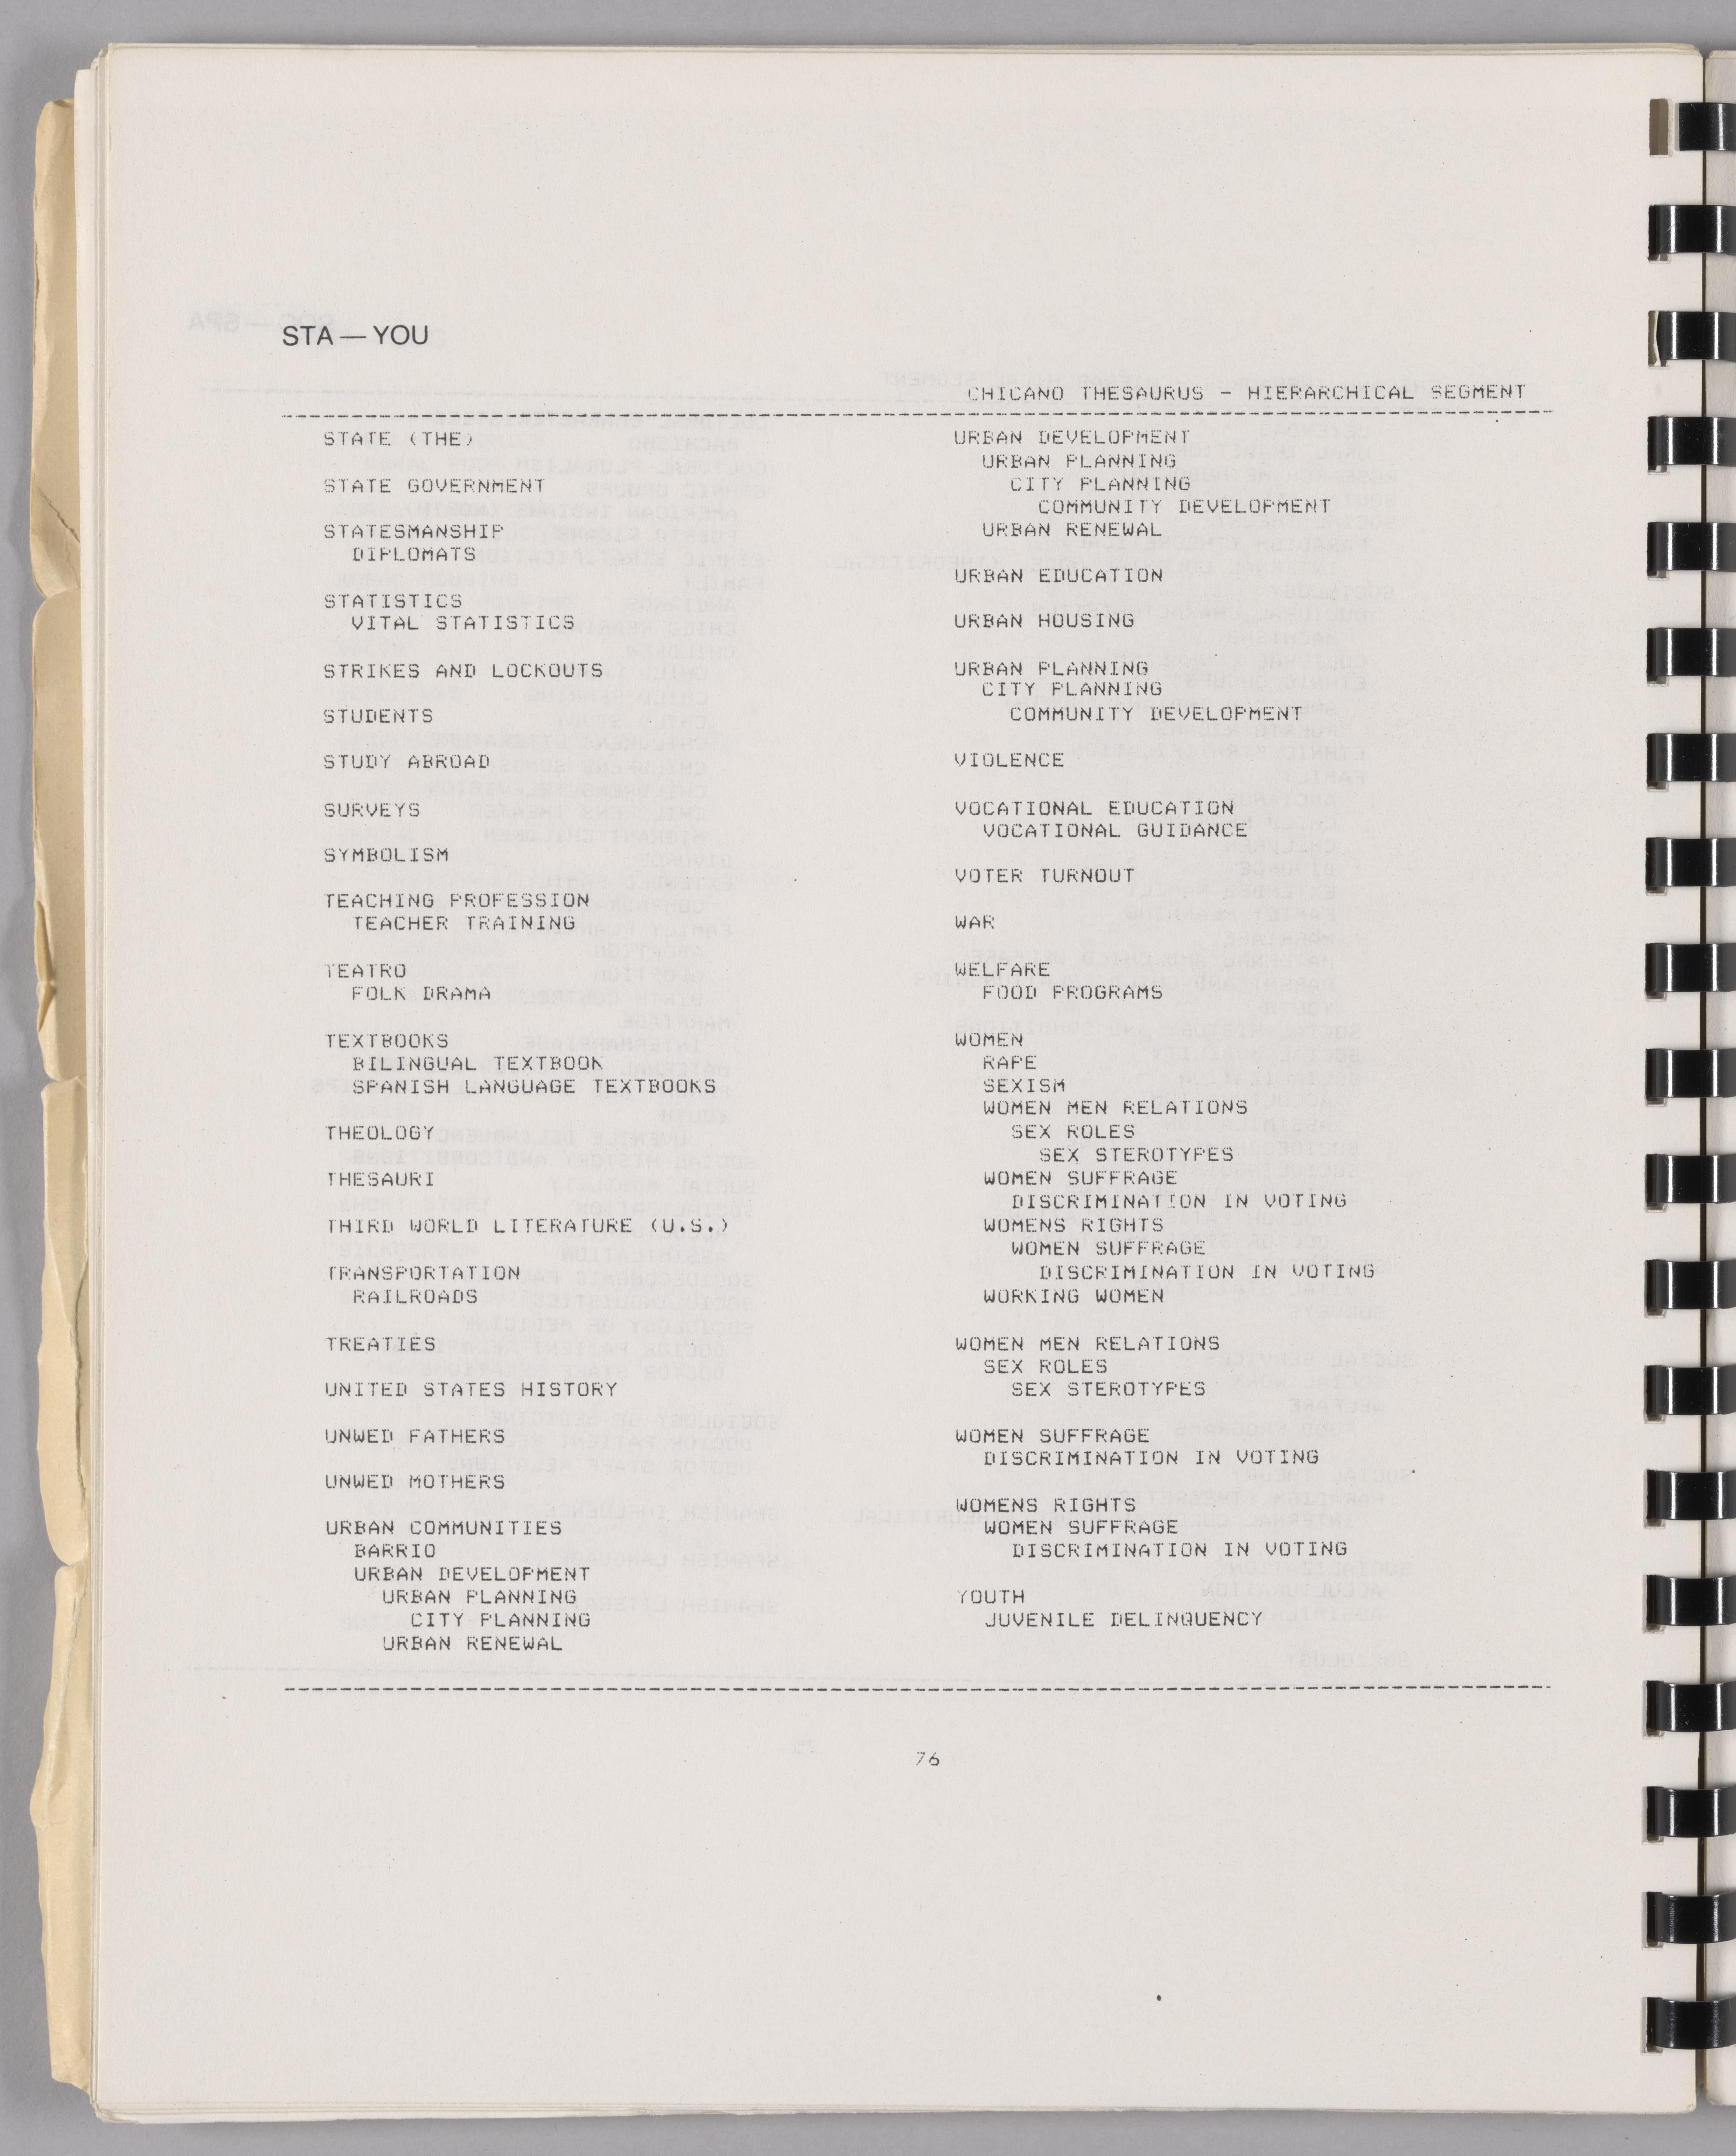 STA — YOU
CHICANO THESAURUS - HIERARCHICAL SEGMENT
STATE (THE)
STATE GOVERNMENT
STATESMANSHIP
DIPLOMATS
STATISTICS
VITAL STATISTICS
STRIKES AND LOCKOUTS
STUDENTS
STUDY ABROAD
SURVEYS
SYMBOLISM
TEACHING PROFESSION
TEACHER TRAINING
TEATRO
FOLK DRAMA
TEXTBOOKS
BILINGUAL TEXTBOOK
SPANISH LANGUAGE TEXTBOOKS
THEOLOGY
THESAURI
THIRD WORLD LITERATURE (U.S.)
TRANSPORTATION
RAILROADS
TREATIES
UNITED STATES HISTORY
UNWED FATHERS
UNWED MOTHERS
URBAN COMMUNITIES
BARRIO
URBAN DEVELOPMENT
URBAN PLANNING
CITY PLANNING
URBAN RENEWAL
URBAN DEVELOPMENT
URBAN PLANNING
CITY PLANNING
COMMUNITY DEVELOPMENT
URBAN RENEWAL
URBAN EDUCATION
URBAN HOUSING
URBAN PLANNING
CITY PLANNING
COMMUNITY DEVELOPMENT
VIOLENCE
VOCATIONAL EDUCATION
VOCATIONAL GUIDANCE
VOTER TURNOUT
WAR
WELFARE
FOOD PROGRAMS
WOMEN
RAPE
SEXISM
WOMEN MEN RELATIONS
SEX ROLES
SEX STEROTYPES
WOMEN SUFFRAGE
DISCRIMINATION IN VOTING
WOMENS RIGHTS
WOMEN SUFFRAGE
DISCRIMINATION IN VOTING
WORKING WOMEN
WOMEN MEN RELATIONS
SEX ROLES
SEX STEROTYPES
WOMEN SUFFRAGE
DISCRIMINATION IN VOTING
WOMENS RIGHTS
WOMEN SUFFRAGE
DISCRIMINATION IN VOTING
YOUTH
JUVENILE DELINQUENCY
76